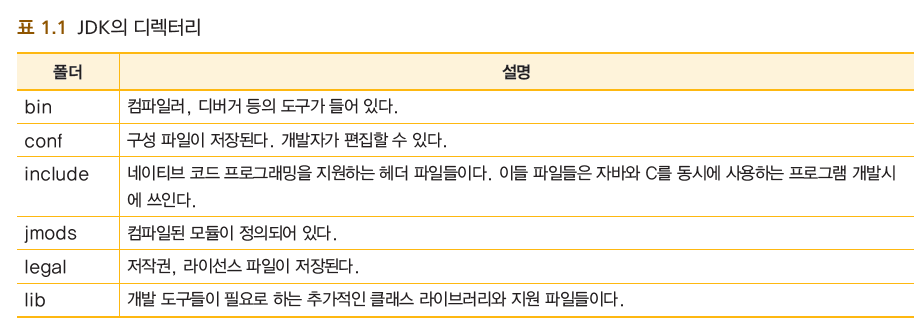 표 1.1 JDK의 디렉터리
폴더 설명
bin 컴파일러, 디버거 등의 도구가 들어 있다.
conf 구성 파일이 저장된다. 개발자가 편집할 수 있다.
include 네이티브 코드 프로그래밍을 지원하는 헤더 파일들이다. 이들 파일들은 자바와 C를 동시에 사용하는 프로그램 개발시
에 쓰인다.
jmods 컴파일된 모듈이 정의되어 있다.
legal 저작권, 라이선스 파일이 저장된다.
lib 개발 도구들이 필요로 하는 추가적인 클래스 라이브러리와 지원 파일들이다.